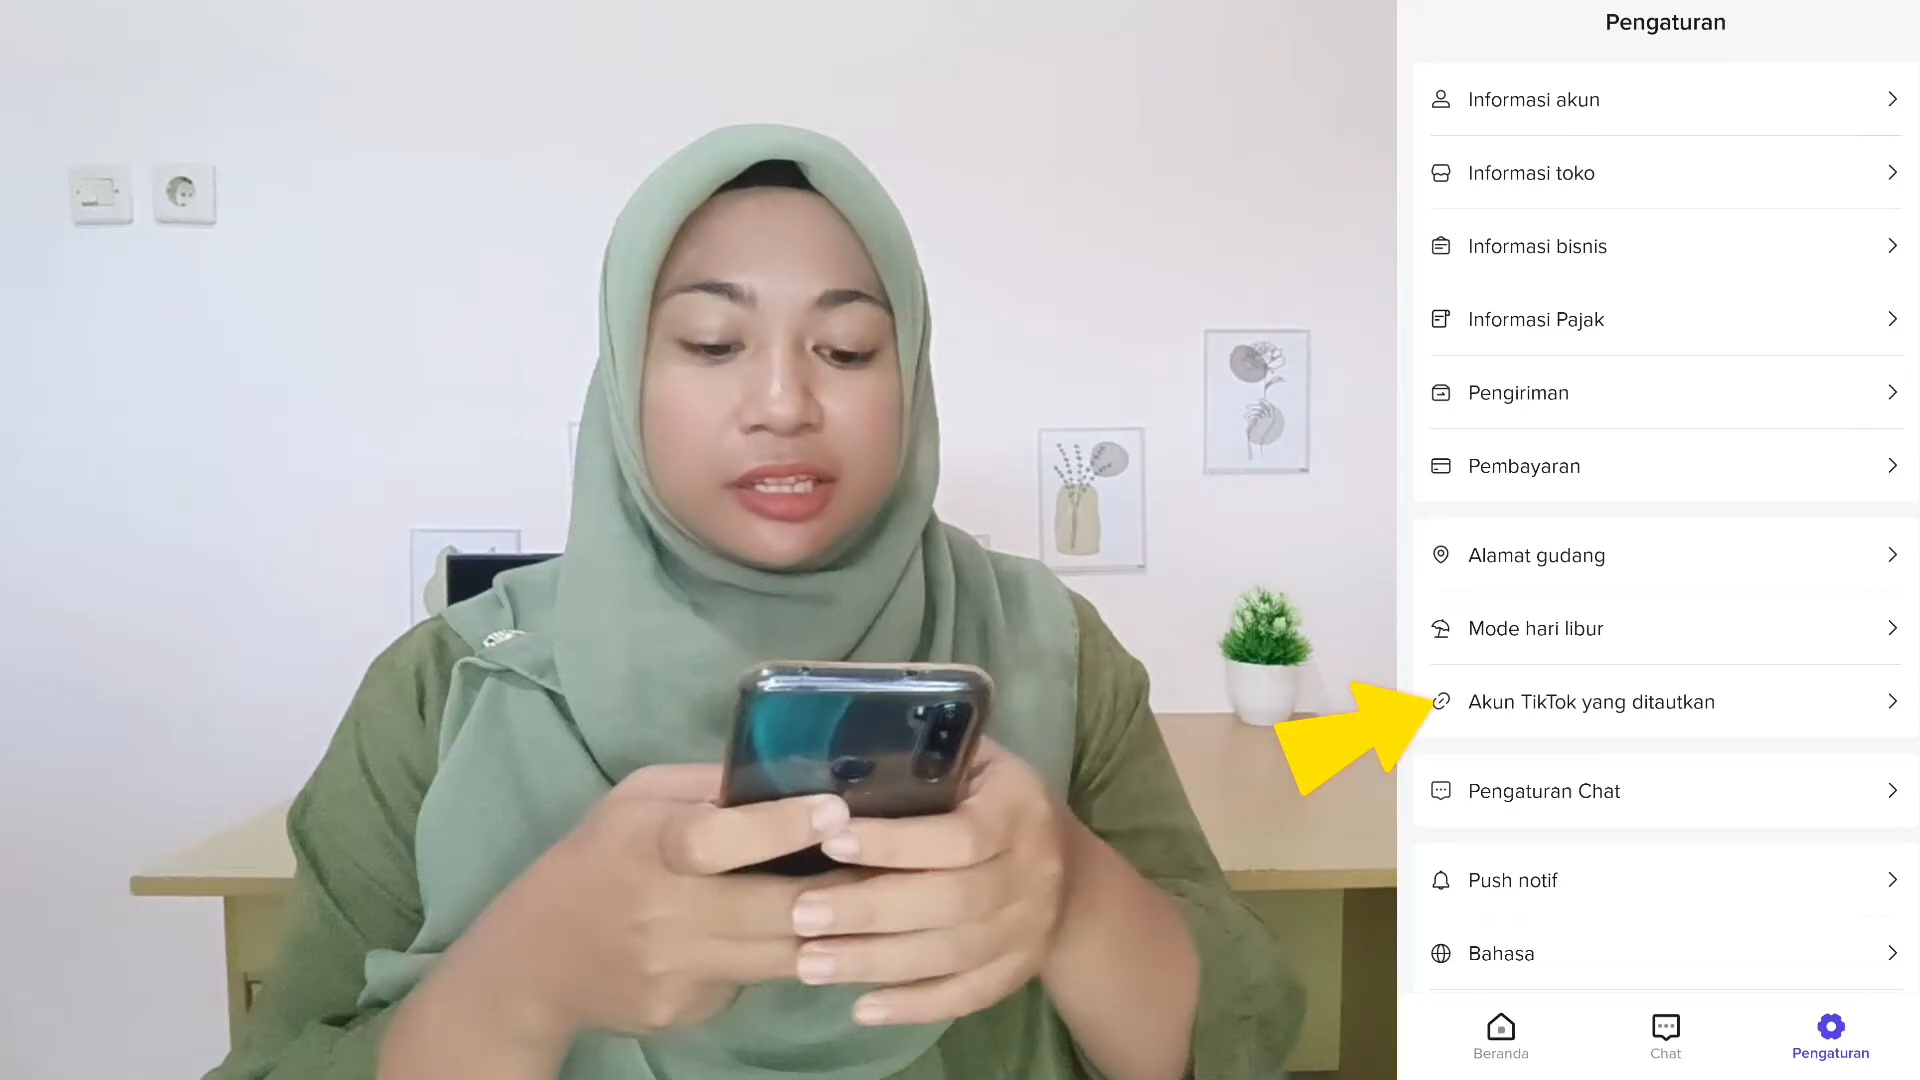 Pengaturan
Informasi akun
Informasi toko
Informasi bisnis
Informasi Pajak
Pengiriman
Pembayaran
Alamat gudang
Mode hari libur
Akun TikTok yang ditautkan
Pengaturan Chat
Push notif
Bahasa
Beranda
Chat
Pengaturan